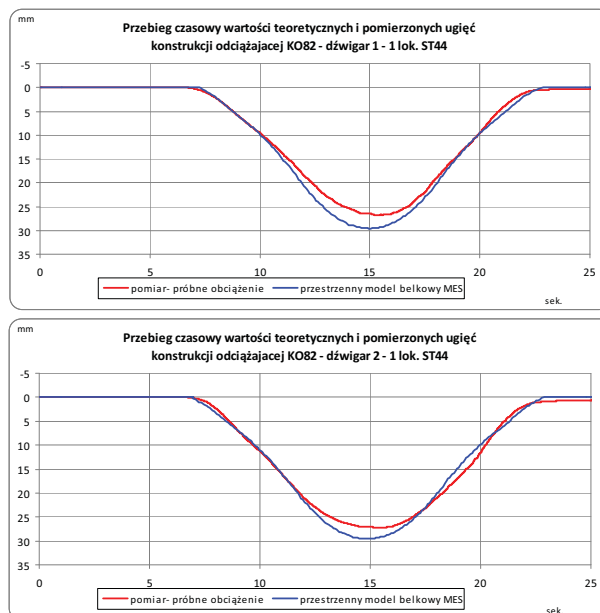 mm
Przebieg czasowy wartości teoretycznych i pomierzonych ugięć
konstrukcji odciążajacej KO82 - dźwigar 1 - 1 lok. ST44
-5
0
5
10
15
20
25
30
35
0 5 10 15 20 25
pomiar- próbne obciążenie przestrzenny model belkowy MES
sek.
mm
Przebieg czasowy wartości teoretycznych i pomierzonych ugięć
konstrukcji odciążajacej KO82 - dźwigar 2 - 1 lok. ST44
-5
0
5
10
15
20
25
30
35
0 5 10 15 20 25
pomiar- próbne obciążenie przestrzenny model belkowy MES
sek.